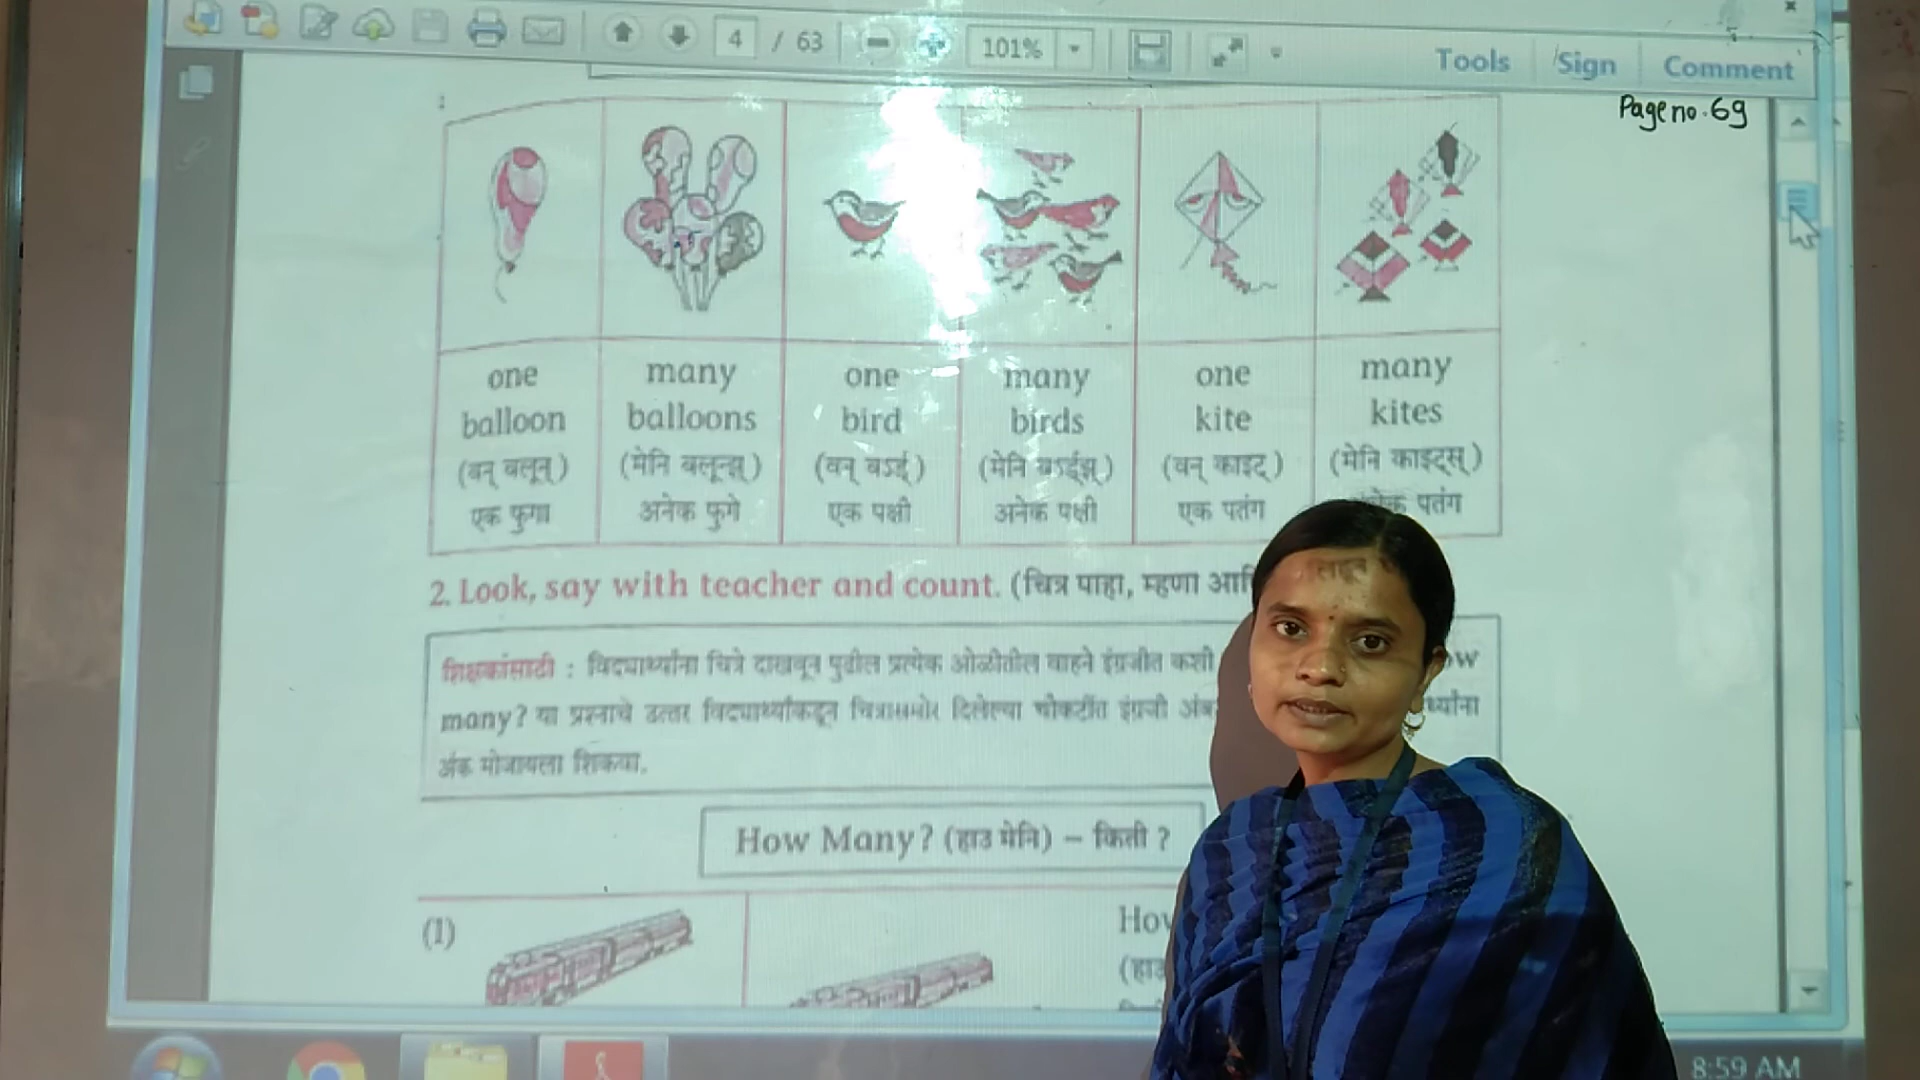 4 / 63
101%
Tools Sign Comment
Page no. 69
1
one many one many one many
balloon balloons bird birds kite kites
(वन् बलून्) (मेनि बलून्झ्) (वन् बऽर्ड्) (मेनि बऽर्ड्झ्) (वन् काइट्) (मेनि काइट्स्)
एक फुगा अनेक फुगे एक पक्षी अनेक पक्षी एक पतंग पतंग
2. Look, say with teacher and count. (चित्र पाहा, म्हणा
शिक्षकांसाठी : विद्यार्थ्यांना चित्रे दाखवून पुढील प्रत्येक ओळीतील वाहने इंग्रजीत कशी
many? या प्रश्नाचे उत्तर विद्यार्थ्यांकडून चित्रासमोर दिलेल्या चौकटीत इंग्रजी
अंक मोजायला शिकवा.
How Many? (हाउ मेनि) – किती ?
(1)
8:59 AM